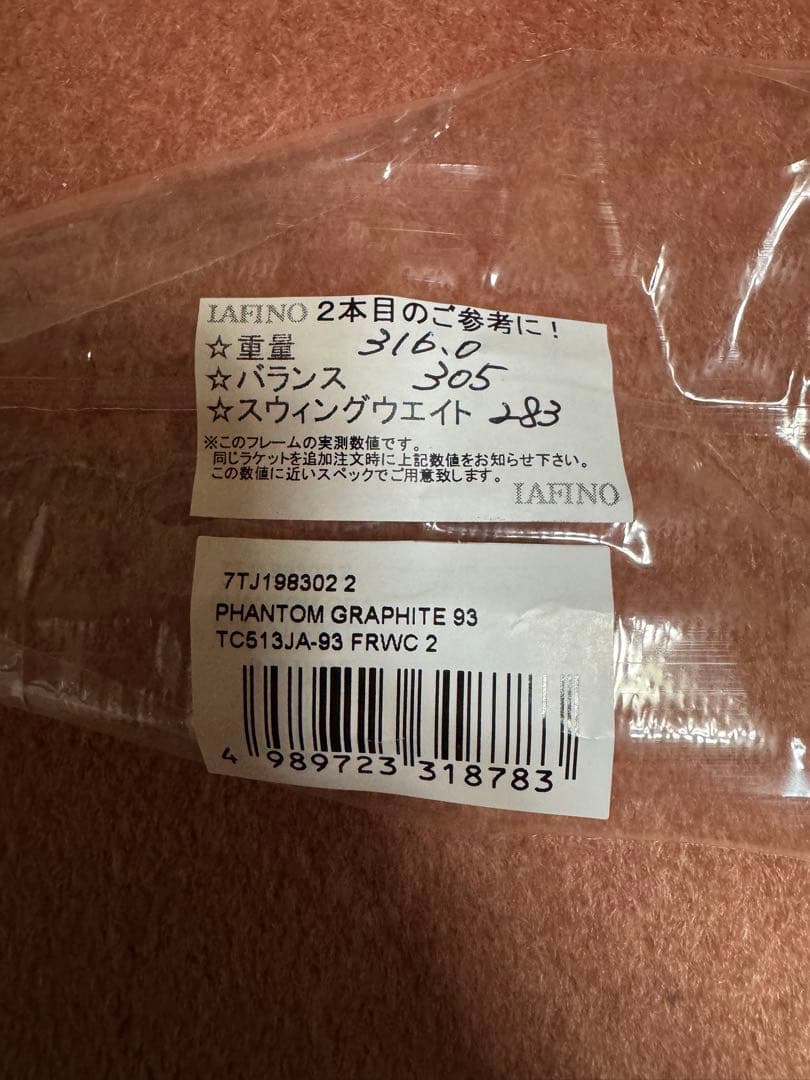 LAFINO 2本目のご参考に！
☆重量 316.0
☆バランス 305
☆スウィングウエイト 283
※このフレームの実測数値です。
同じラケットを追加注文時に上記数値をお知らせ下さい。
この数値に近いスペックでご用意致します。
LAFINO
7TJ198302 2
PHANTOM GRAPHITE 93
TC513JA-93 FRWC 2
4 989723 318783